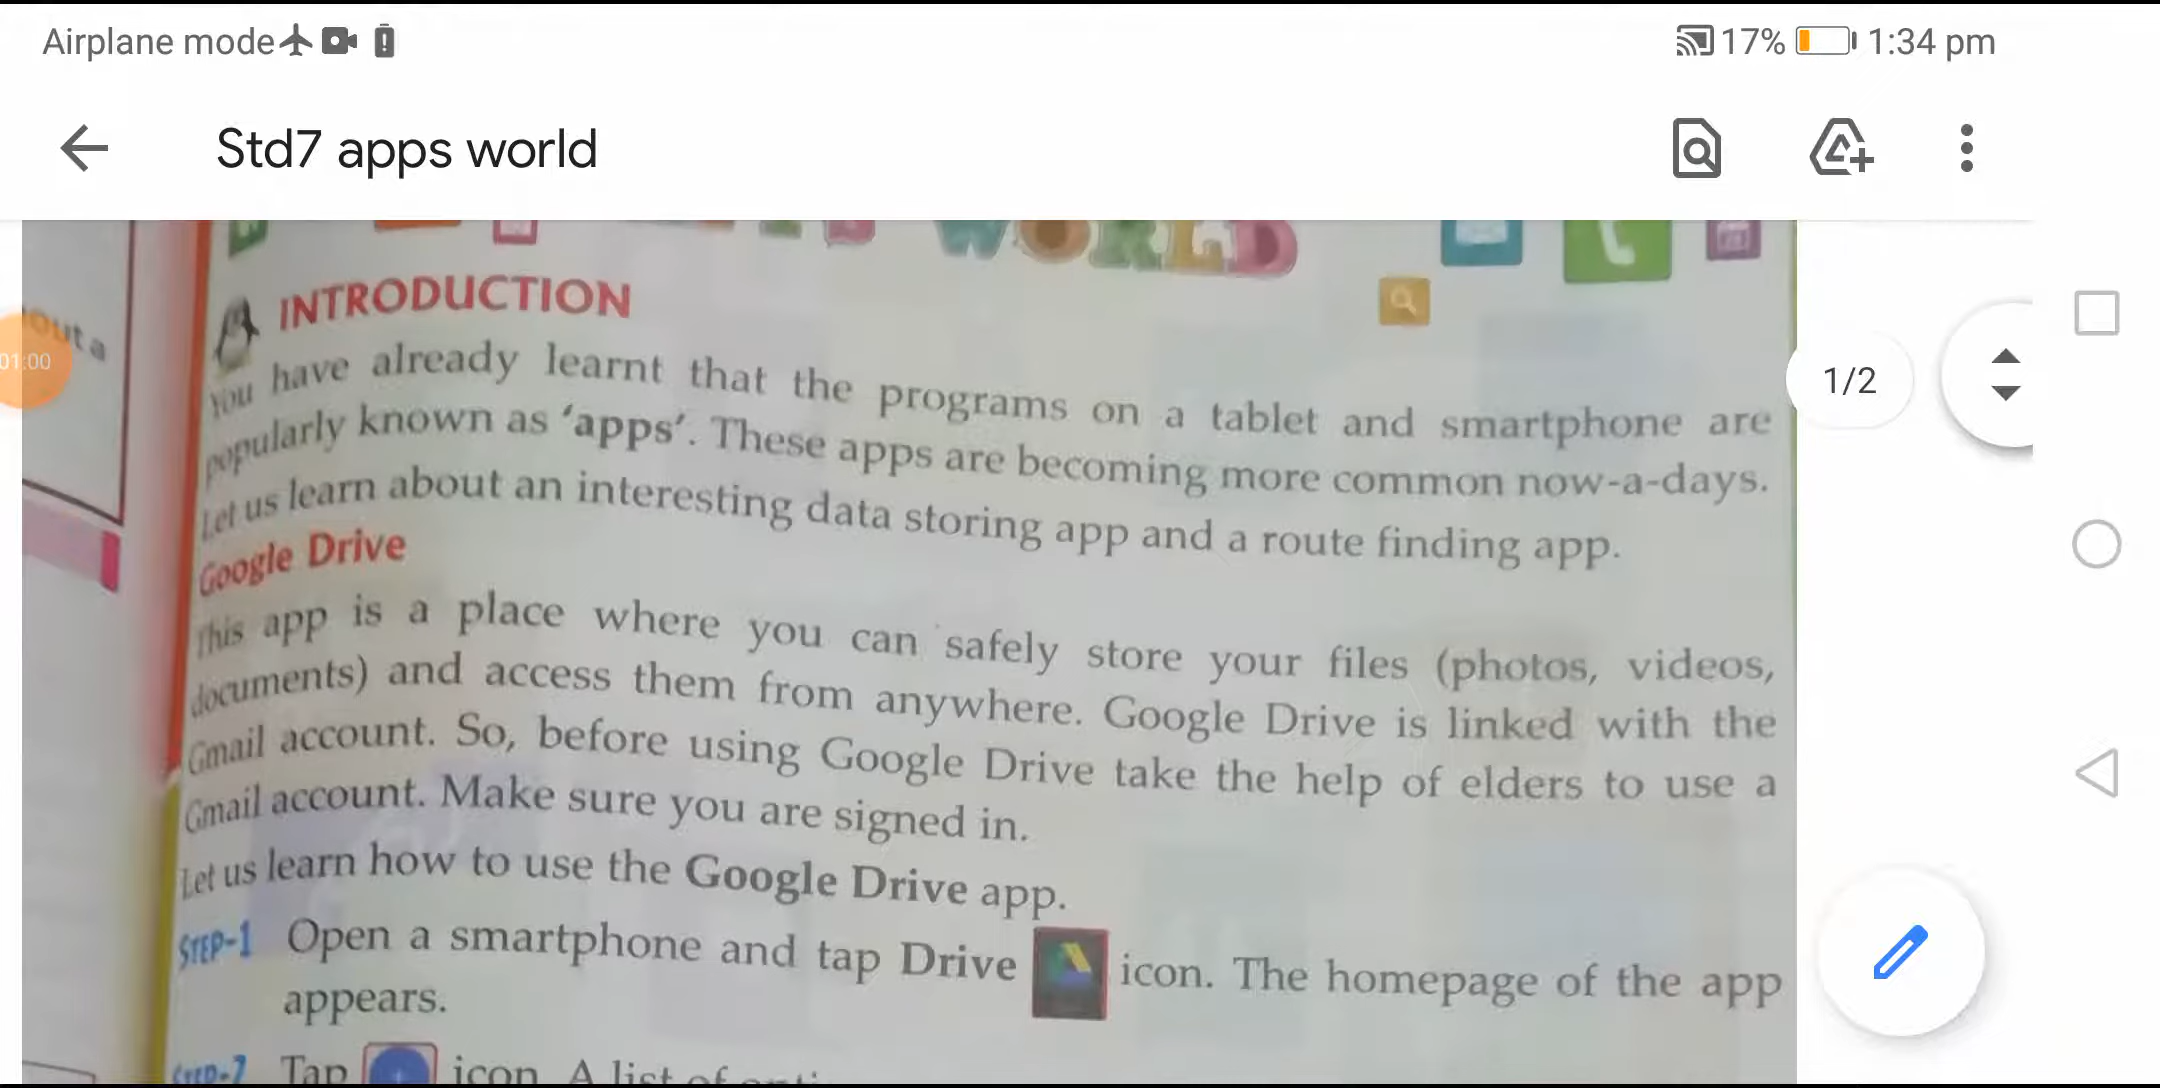 Airplane mode 17% 1:34 pm
Std7 apps world
WORLD
out a
INTRODUCTION
01:00
1/2
You have already learnt that the programs on a tablet and smartphone are
popularly known as ‘apps’. These apps are becoming more common now-a-days.
Let us learn about an interesting data storing app and a route finding app.
Google Drive
This app is a place where you can safely store your files (photos, videos,
documents) and access them from anywhere. Google Drive is linked with the
Gmail account. So, before using Google Drive take the help of elders to use a
Gmail account. Make sure you are signed in.
Let us learn how to use the Google Drive app.
STEP-1 Open a smartphone and tap Drive icon. The homepage of the app
appears.
Tap icon. A list of